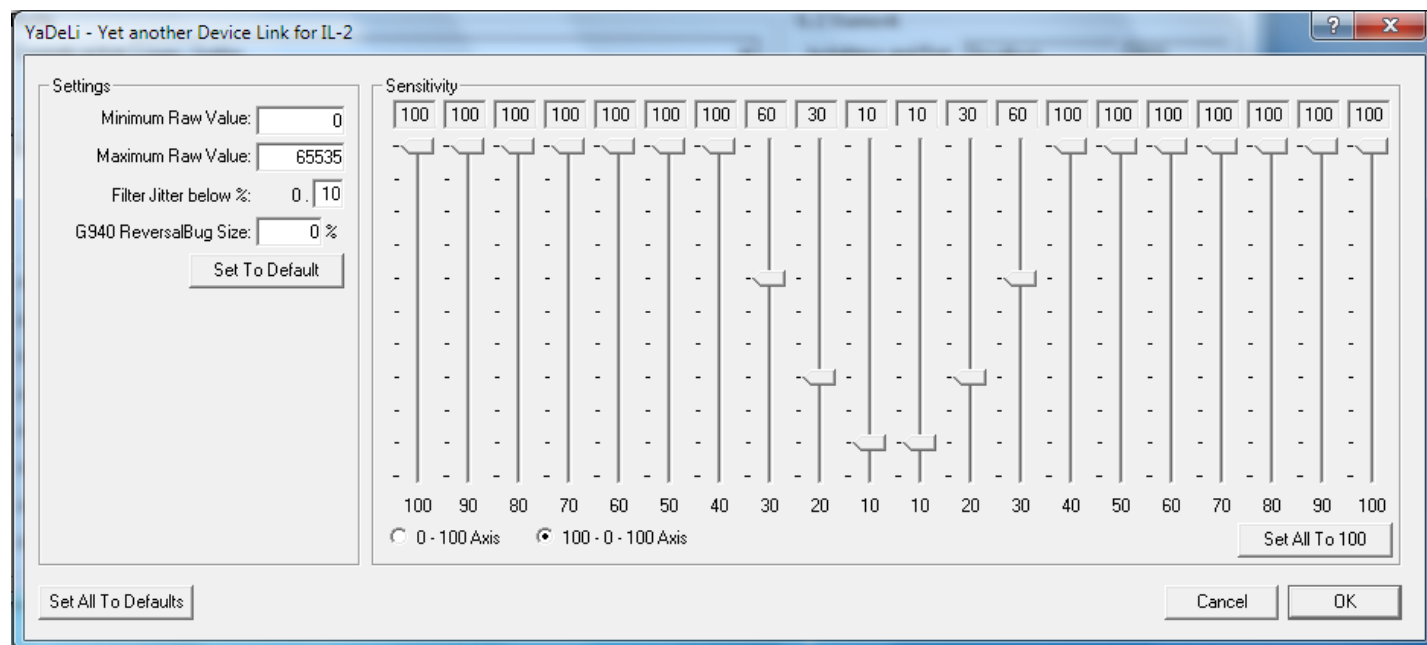 YaDeLi - Yet another Device Link for IL-2
Settings
Minimum Raw Value: 0
Maximum Raw Value: 65535
Filter Jitter below %: 0 . 10
G940 ReversalBug Size: 0 %
Set To Default
Sensitivity
100 100 100 100 100 100 100 60 30 10 10 30 60 100 100 100 100 100 100 100
100 90 80 70 60 50 40 30 20 10 10 20 30 40 50 60 70 80 90 100
0 - 100 Axis 100 - 0 - 100 Axis Set All To 100
Set All To Defaults Cancel OK